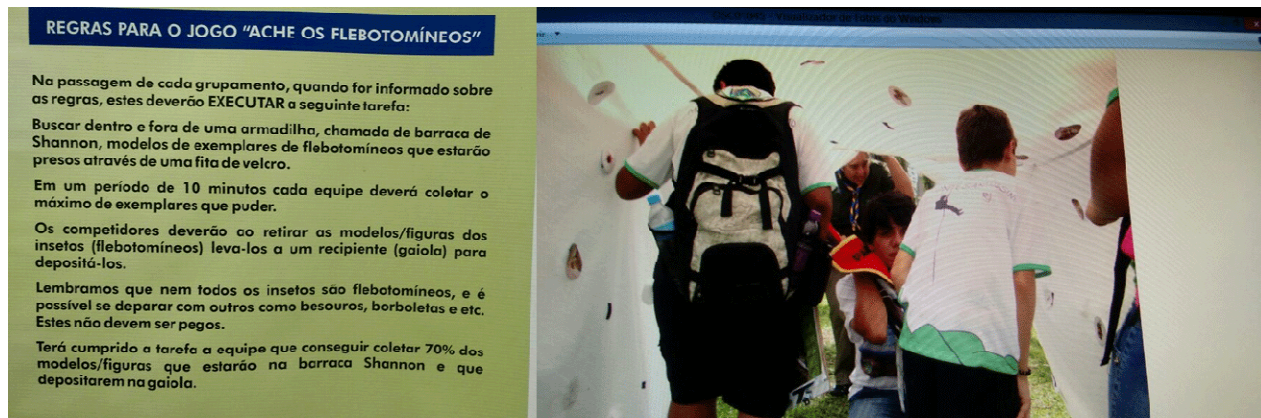 REGRAS PARA O JOGO "ACHE OS FLEBOTOMÍNEOS"
Na passagem de cada grupamento, quando for informado sobre
as regras, estes deverão EXECUTAR a seguinte tarefa:
Buscar dentro e fora de uma armadilha, chamada de barraca de
Shannon, modelos de exemplares de flebotomíneos que estarão
presos através de uma fita de velcro.
Em um período de 10 minutos cada equipe deverá coletar o
máximo de exemplares que puder.
Os competidores deverão ao retirar as modelos/figuras dos
insetos (flebotomíneos) leva-los a um recipiente (gaiola) para
depositá-los.
Lembramos que nem todos os insetos são flebotomíneos, e é
possível se deparar com outros como besouros, borboletas e etc.
Estes não devem ser pegos.
Terá cumprido a tarefa a equipe que conseguir coletar 70% dos
modelos/figuras que estarão na barraca Shannon e que
depositarem na gaiola.
Visualizador de Fotos do Windows